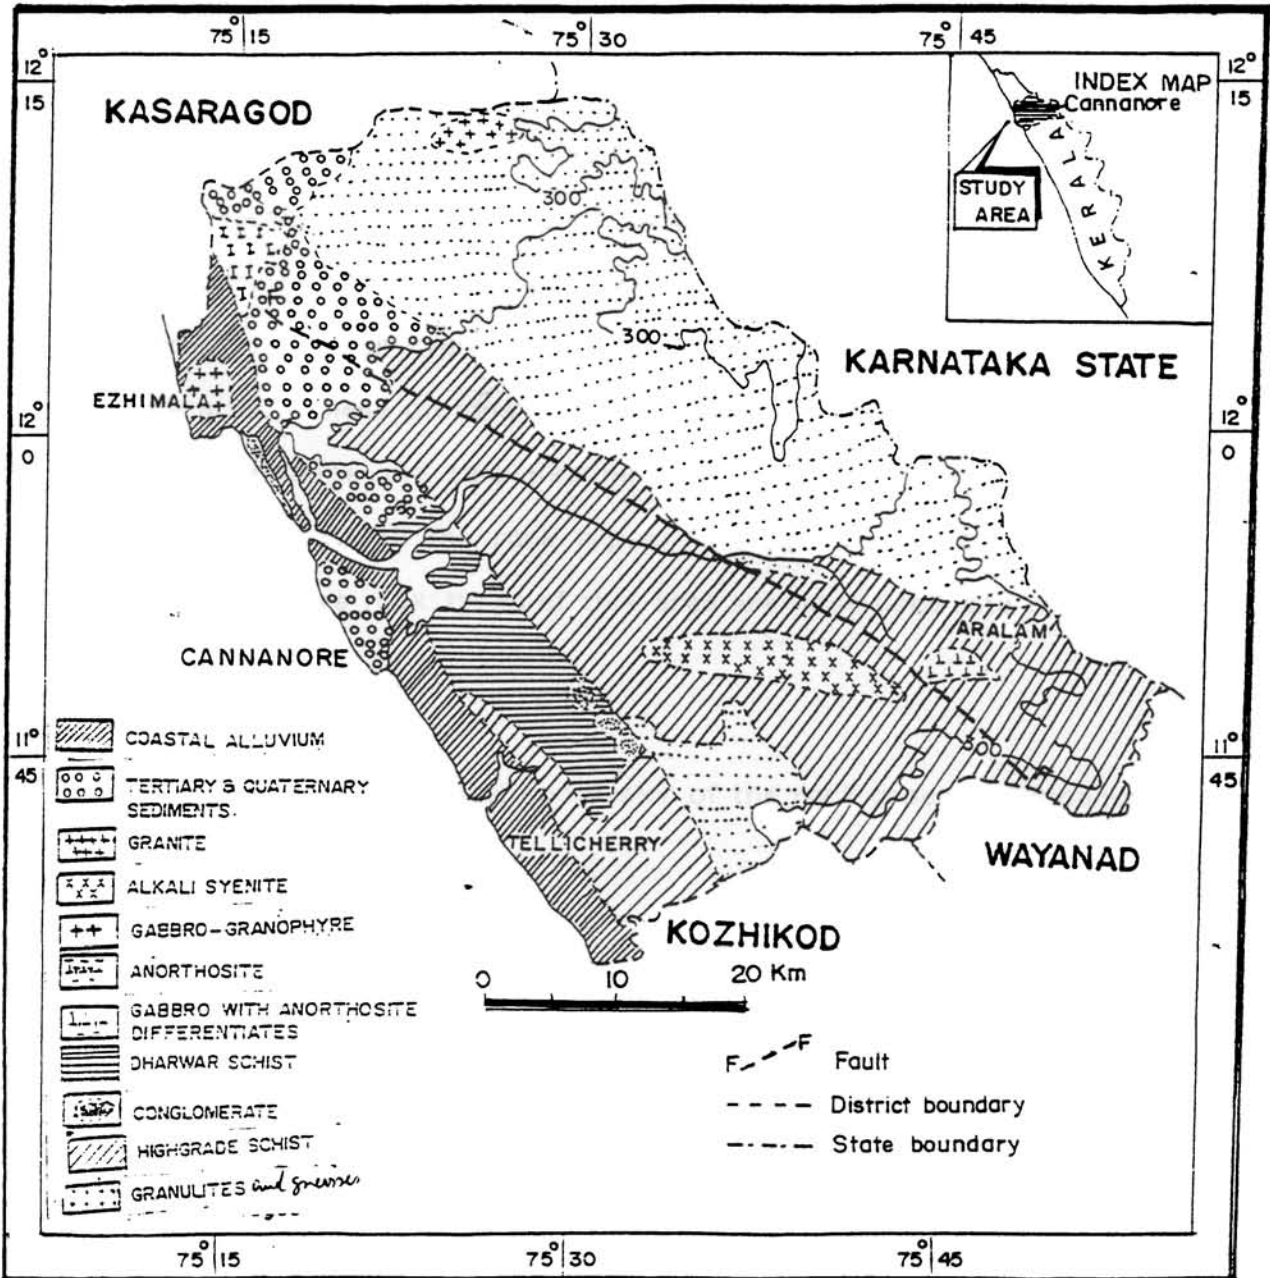 75° 15
75° 30
75° 45
12° 15
12° 15
KASARAGOD
INDEX MAP
Cannanore
STUDY
AREA
KERALA
300
300
KARNATAKA STATE
EZHIMALA
12° 0
12° 0
ARALAM
CANNANORE
300
11° 45
11° 45
TELLICHERRY
WAYANAD
KOZHIKOD
COASTAL ALLUVIUM
TERTIARY & QUATERNARY
SEDIMENTS.
GRANITE
ALKALI SYENITE
GABBRO-GRANOPHYRE
ANORTHOSITE
GABBRO WITH ANORTHOSITE
DIFFERENTIATES
DHARWAR SCHIST
CONGLOMERATE
HIGHGRADE SCHIST
GRANULITES and gneisses
0 10 20 Km
F F Fault
District boundary
State boundary
75° 15
75° 30
75° 45